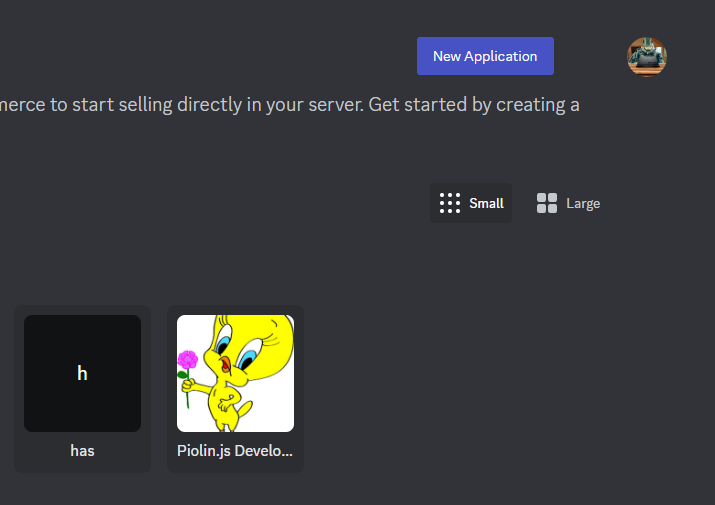 New Application
merce to start selling directly in your server. Get started by creating a
Small
Large
h
has
Piolin.js Develo...